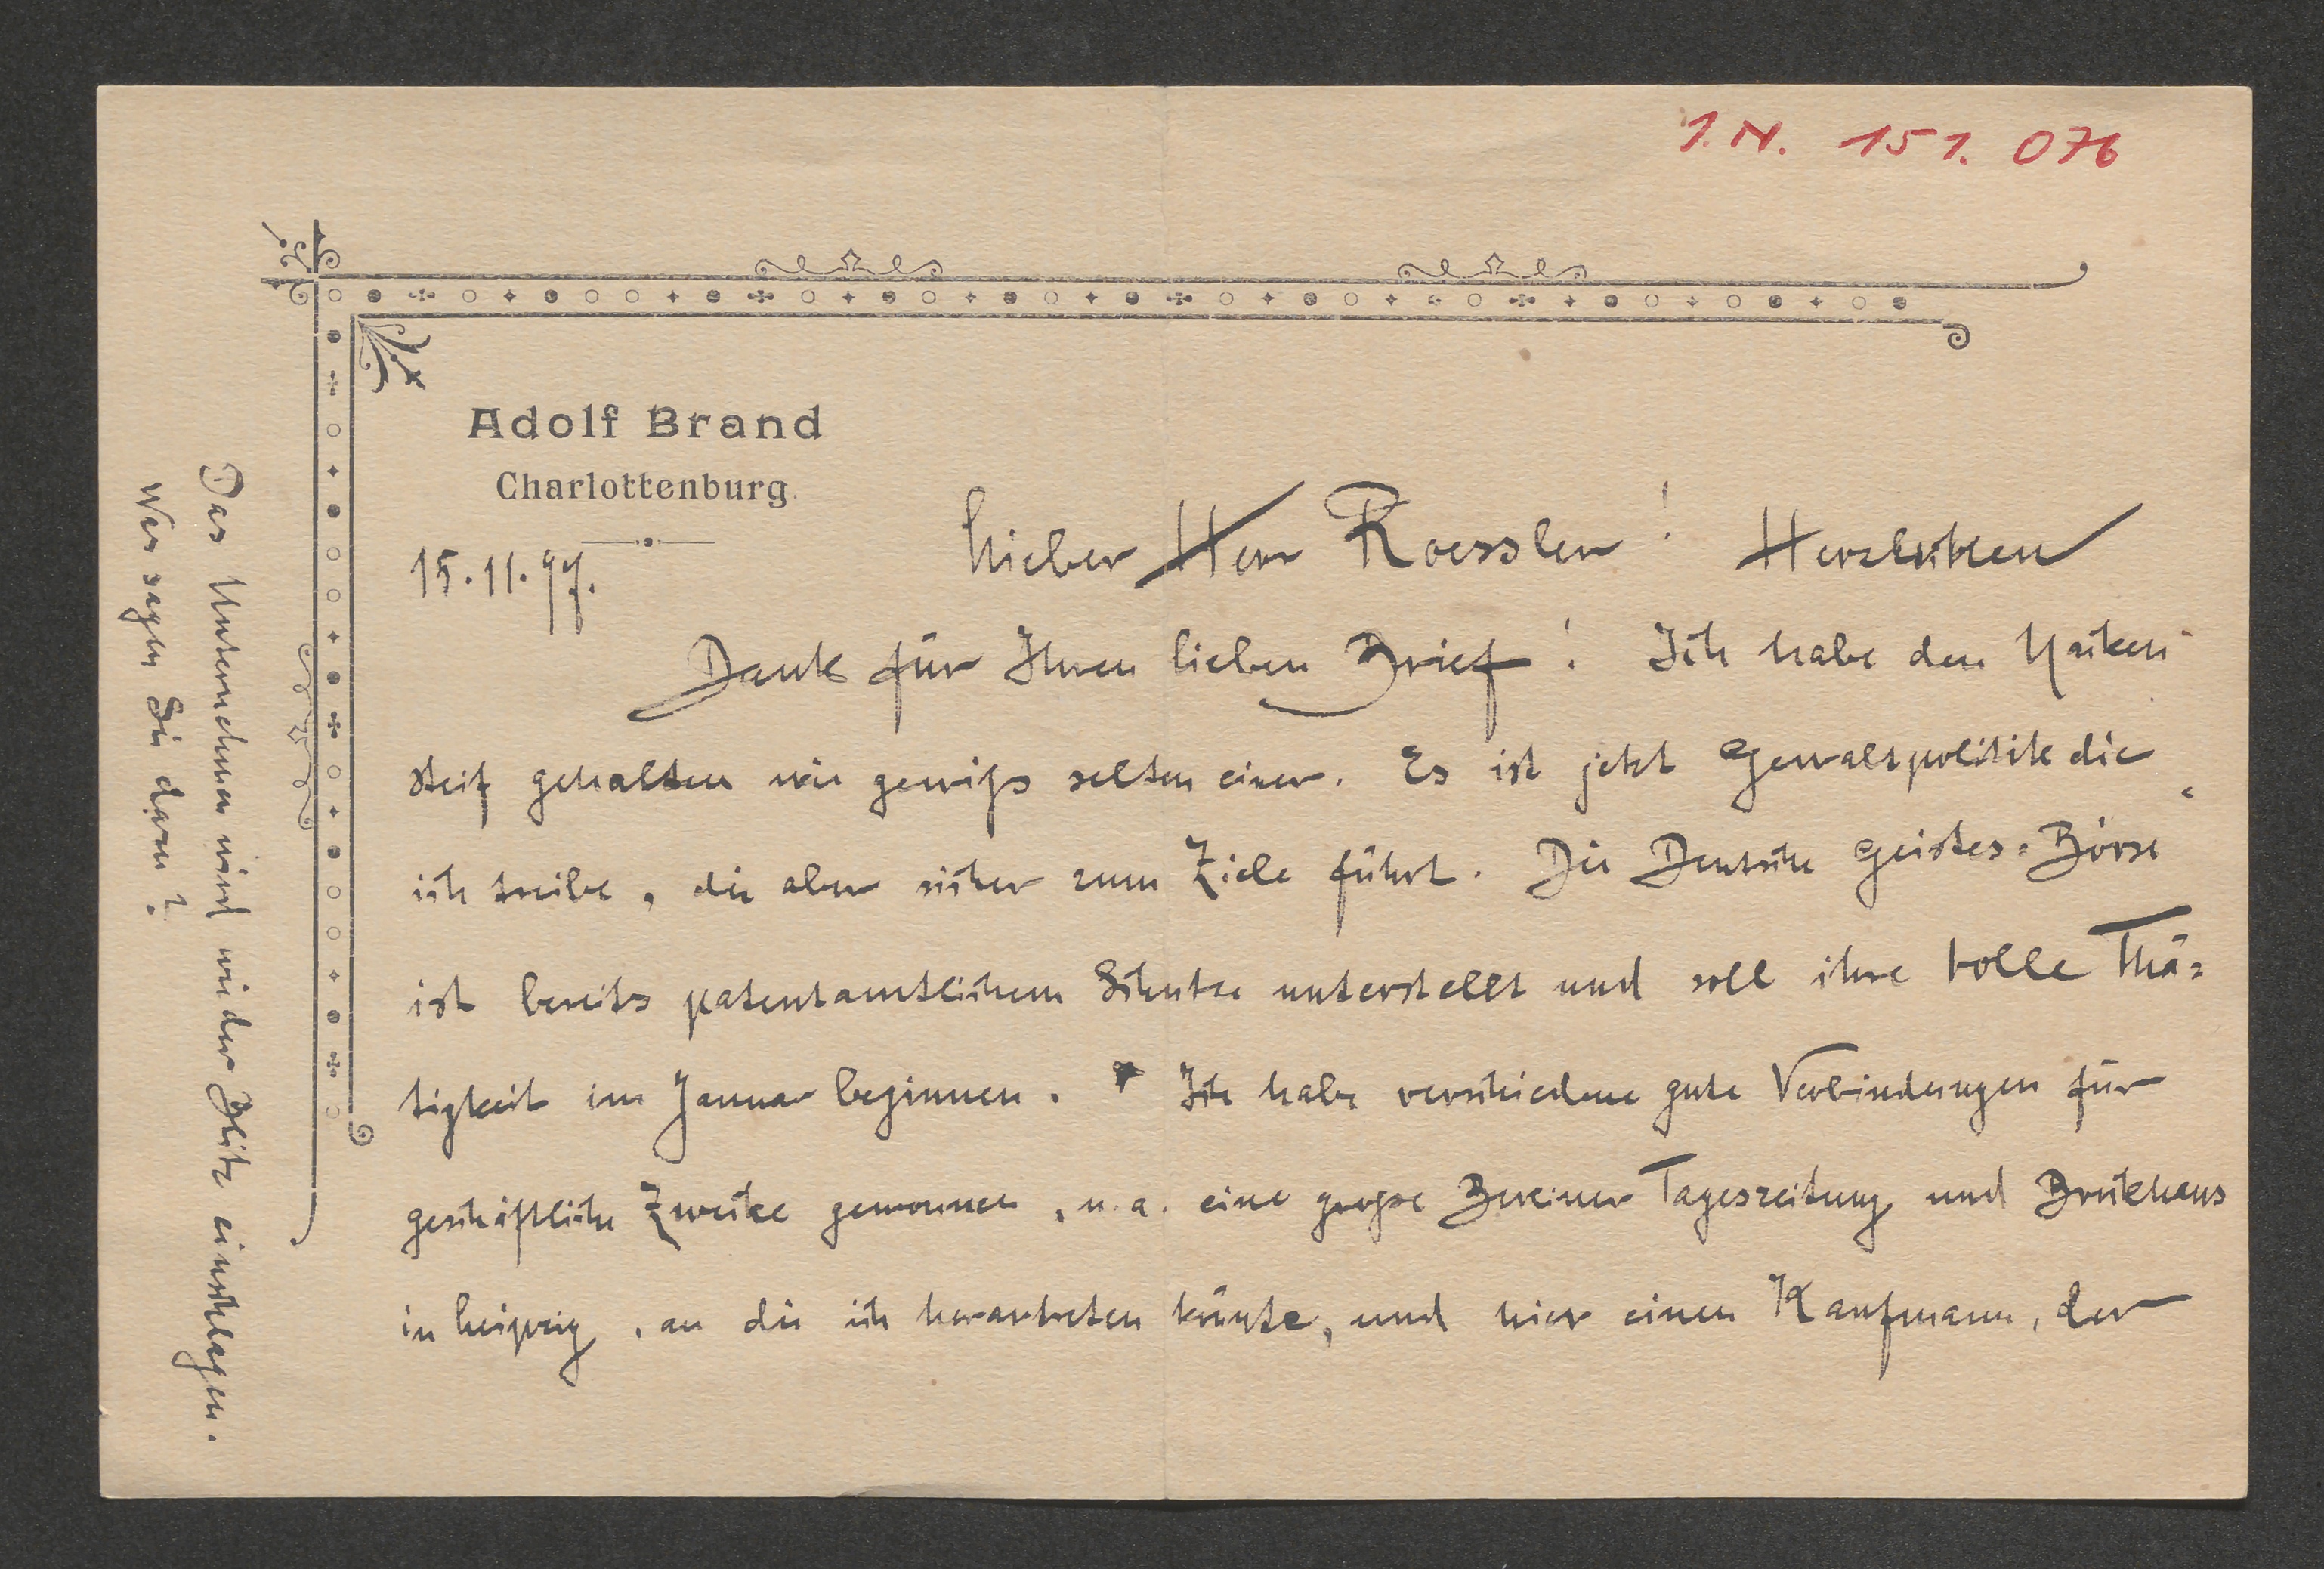 I.N. 151.076
Adolf Brand
Charlottenburg.
15.11.97.
Lieber Herr Roessler! Herzlichen
Dank für Ihren lieben Brief! Ich habe den Nacken
steif gehalten wie gewiß selten einer. Es ist jetzt Gewaltpolitik die
ich treibe, die aber sicher zum Ziele führt. Die Deutsche Geistes-Börse"
ist bereits patentamtlichem Schutze unterstellt und soll ihre tolle Thä-
tigkeit im Januar beginnen. Ich habe verschiedene gute Verbindungen für
geschäftliche Zwecke gewonnen, u. a. eine große Berliner Tageszeitung und Brockhaus
in Leipzig, an die ich herantreten könnte, und hier einen Kaufmann, der
Das Unternehmen wird wie der Blitz einschlagen.
Was sagen Sie dazu?